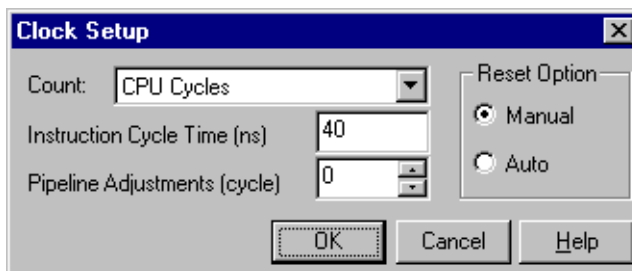 Clock Setup
Count: CPU Cycles
Instruction Cycle Time (ns) 40
Pipeline Adjustments (cycle) 0
Reset Option
Manual
Auto
OK Cancel Help